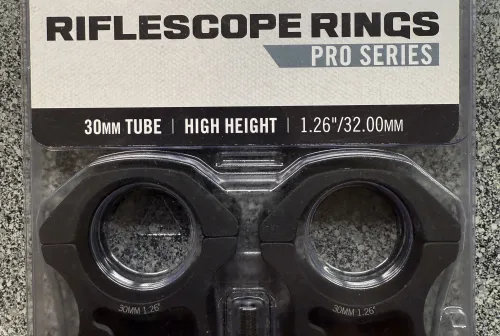 RIFLESCOPE RINGS
PRO SERIES
30MM TUBE | HIGH HEIGHT | 1.26"/32.00MM
30MM 1.26" 30MM 1.26"